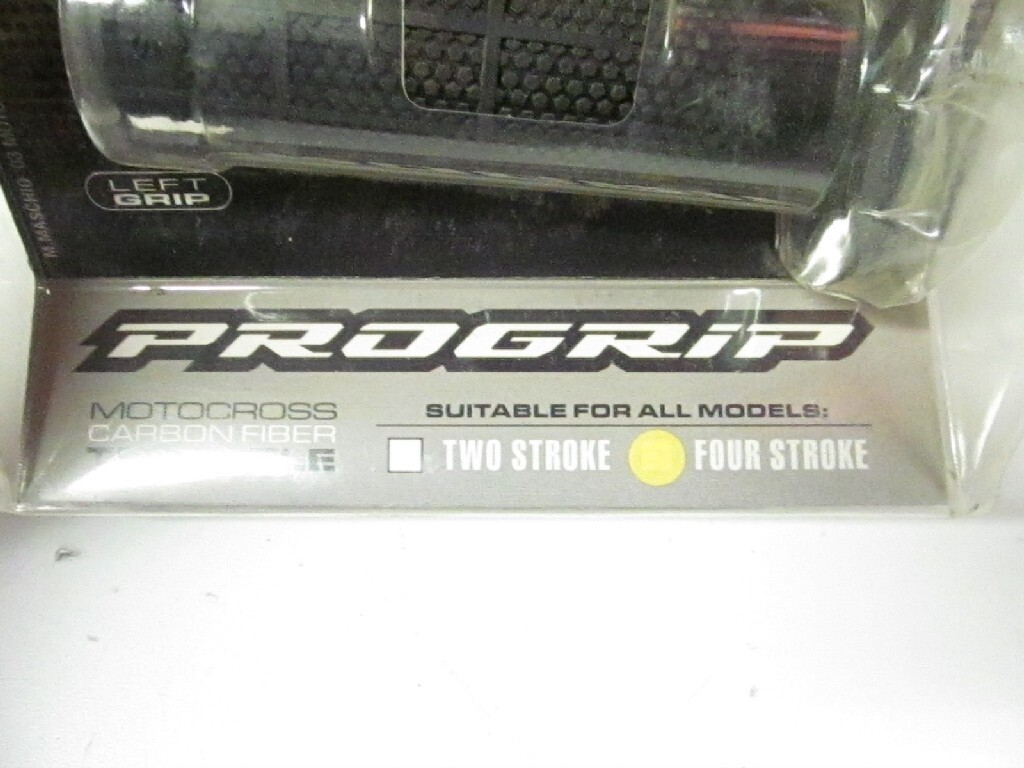 LEFT
GRIP
PROGRIP
MOTOCROSS
CARBON FIBER
SUITABLE FOR ALL MODELS:
TWO STROKE
FOUR STROKE